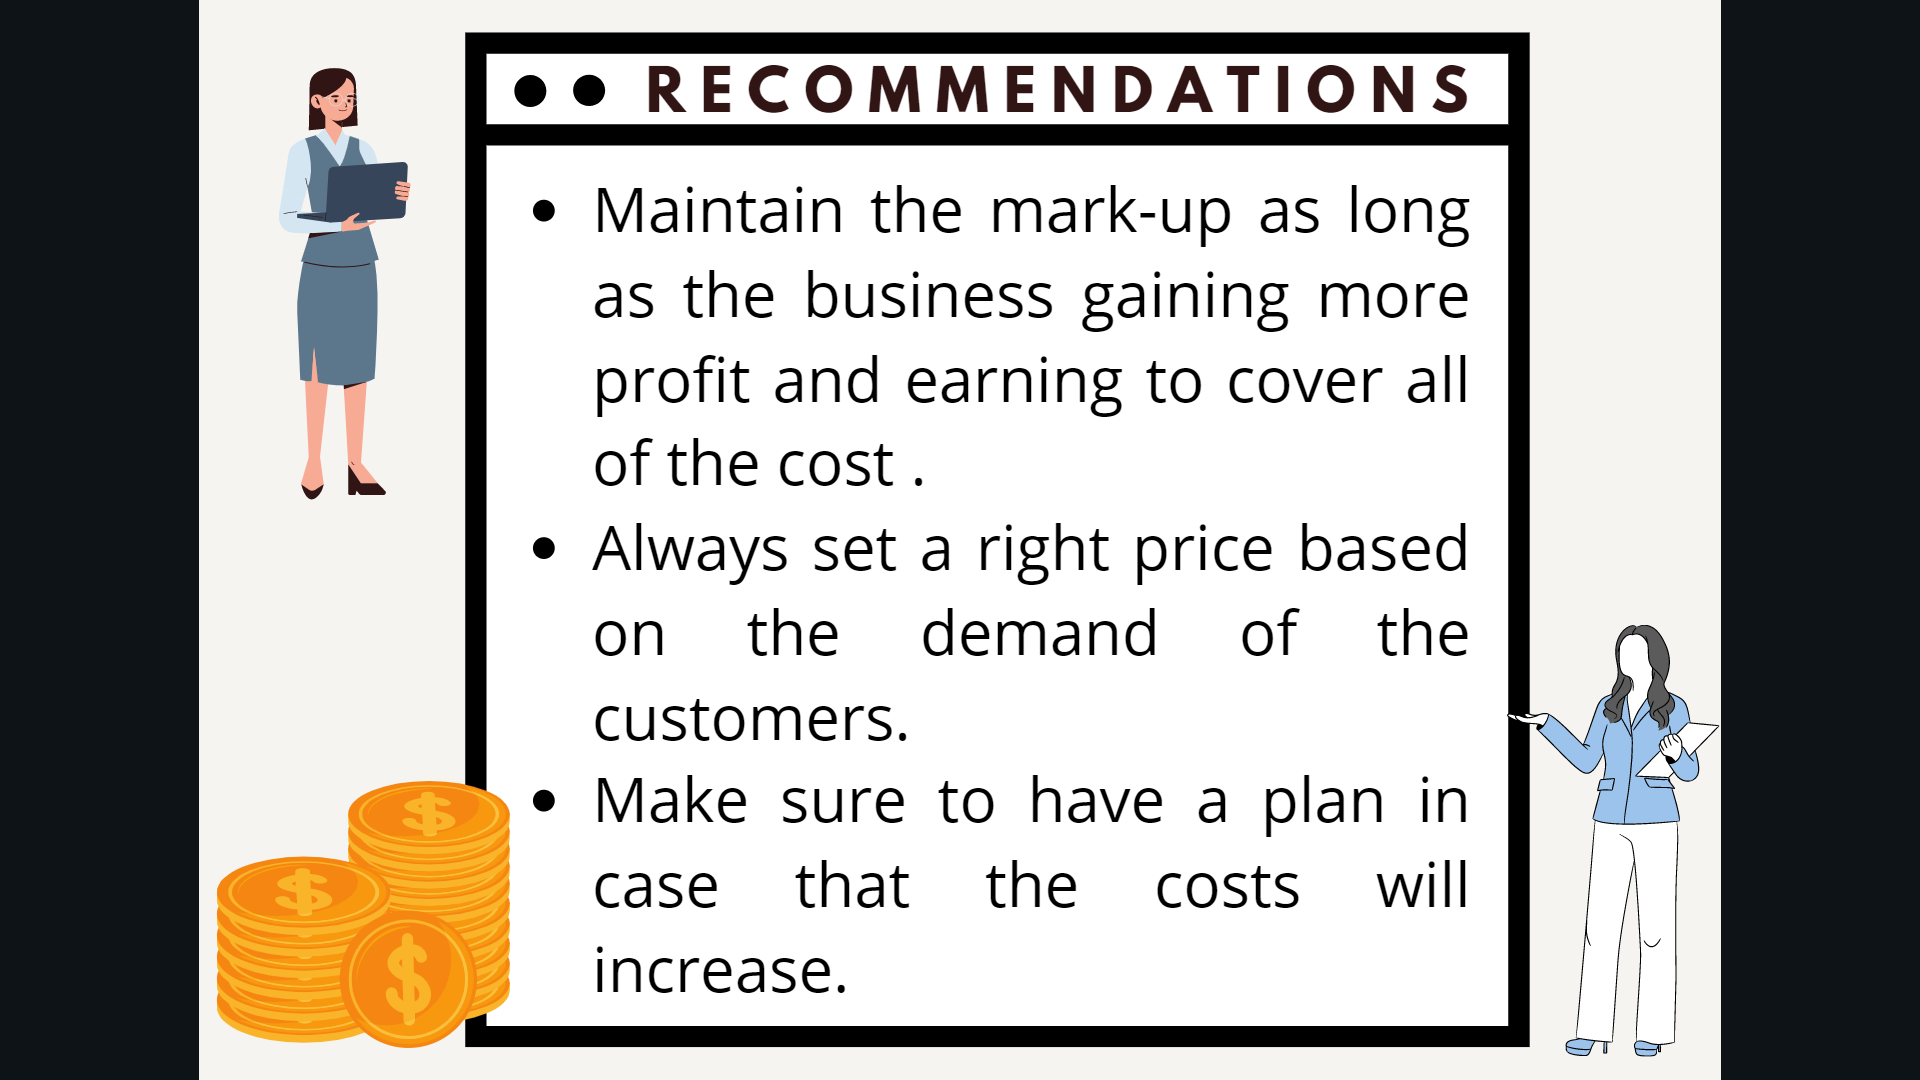 RECOMMENDATIONS
• Maintain the mark-up as long
as the business gaining more
profit and earning to cover all
of the cost .
• Always set a right price based
on the demand of the
customers.
• Make sure to have a plan in
case that the costs will
increase.
$
$
$